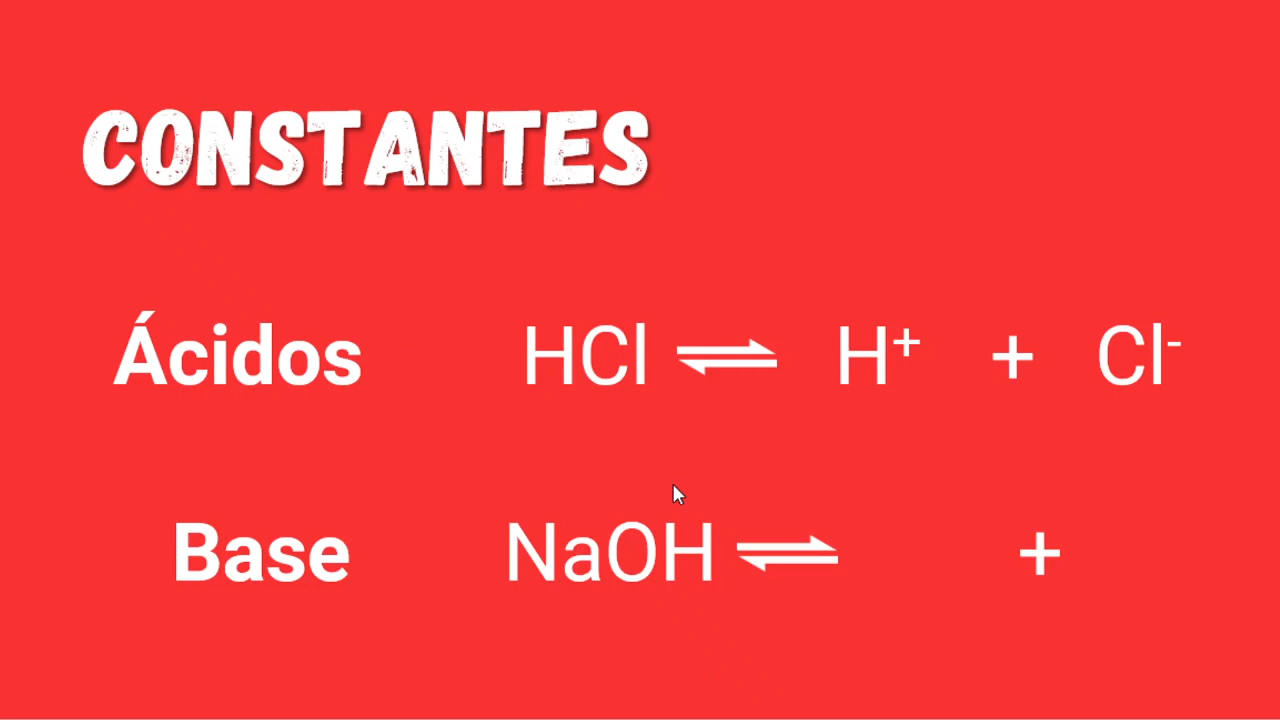 CONSTANTES
Ácidos HCl ⇌ H⁺ + Cl⁻
Base NaOH ⇌ +